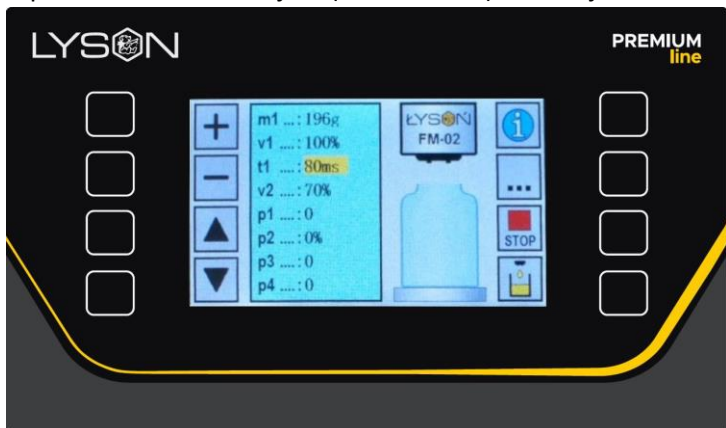 LYSON
PREMIUM
line
m1 ...: 196g
v1 ....: 100%
t1 ....: 80ms
v2 ....: 70%
p1 ....: 0
p2 ....: 0%
p3 ....: 0
p4 ....: 0
ŁYSOŃ
FM-02
STOP